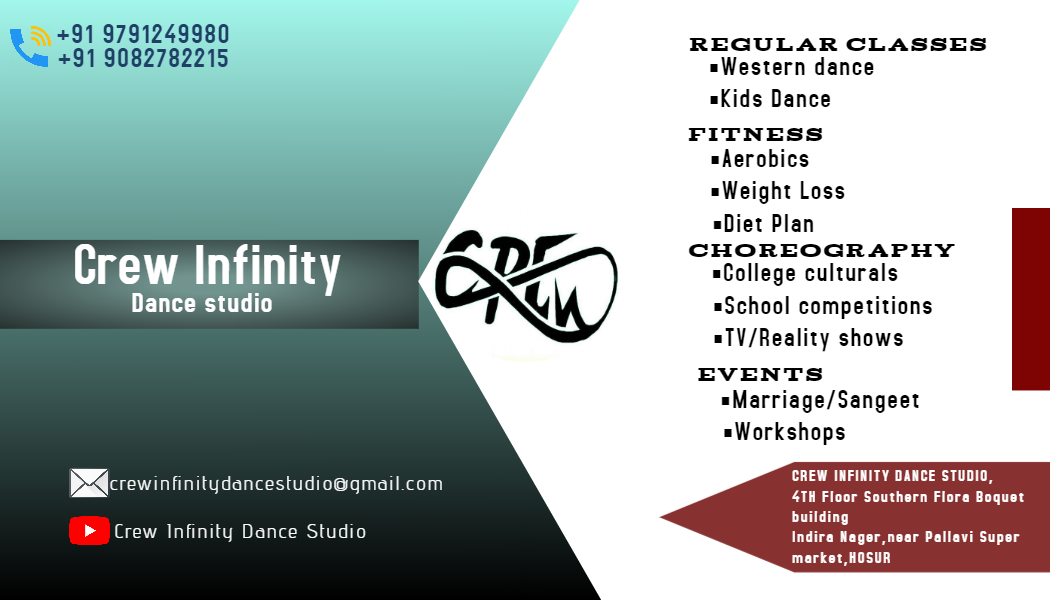 +91 9791249980
+91 9082782215
Crew Infinity
Dance studio
CREW
crewinfinitydancestudio@gmail.com
Crew Infinity Dance Studio
REGULAR CLASSES
▪Western dance
▪Kids Dance
FITNESS
▪Aerobics
▪Weight Loss
▪Diet Plan
CHOREOGRAPHY
▪College culturals
▪School competitions
▪TV/Reality shows
EVENTS
▪Marriage/Sangeet
▪Workshops
CREW INFINITY DANCE STUDIO,
4TH Floor Southern Flora Boquet
building
Indira Nager,near Pallavi Super
market,HOSUR